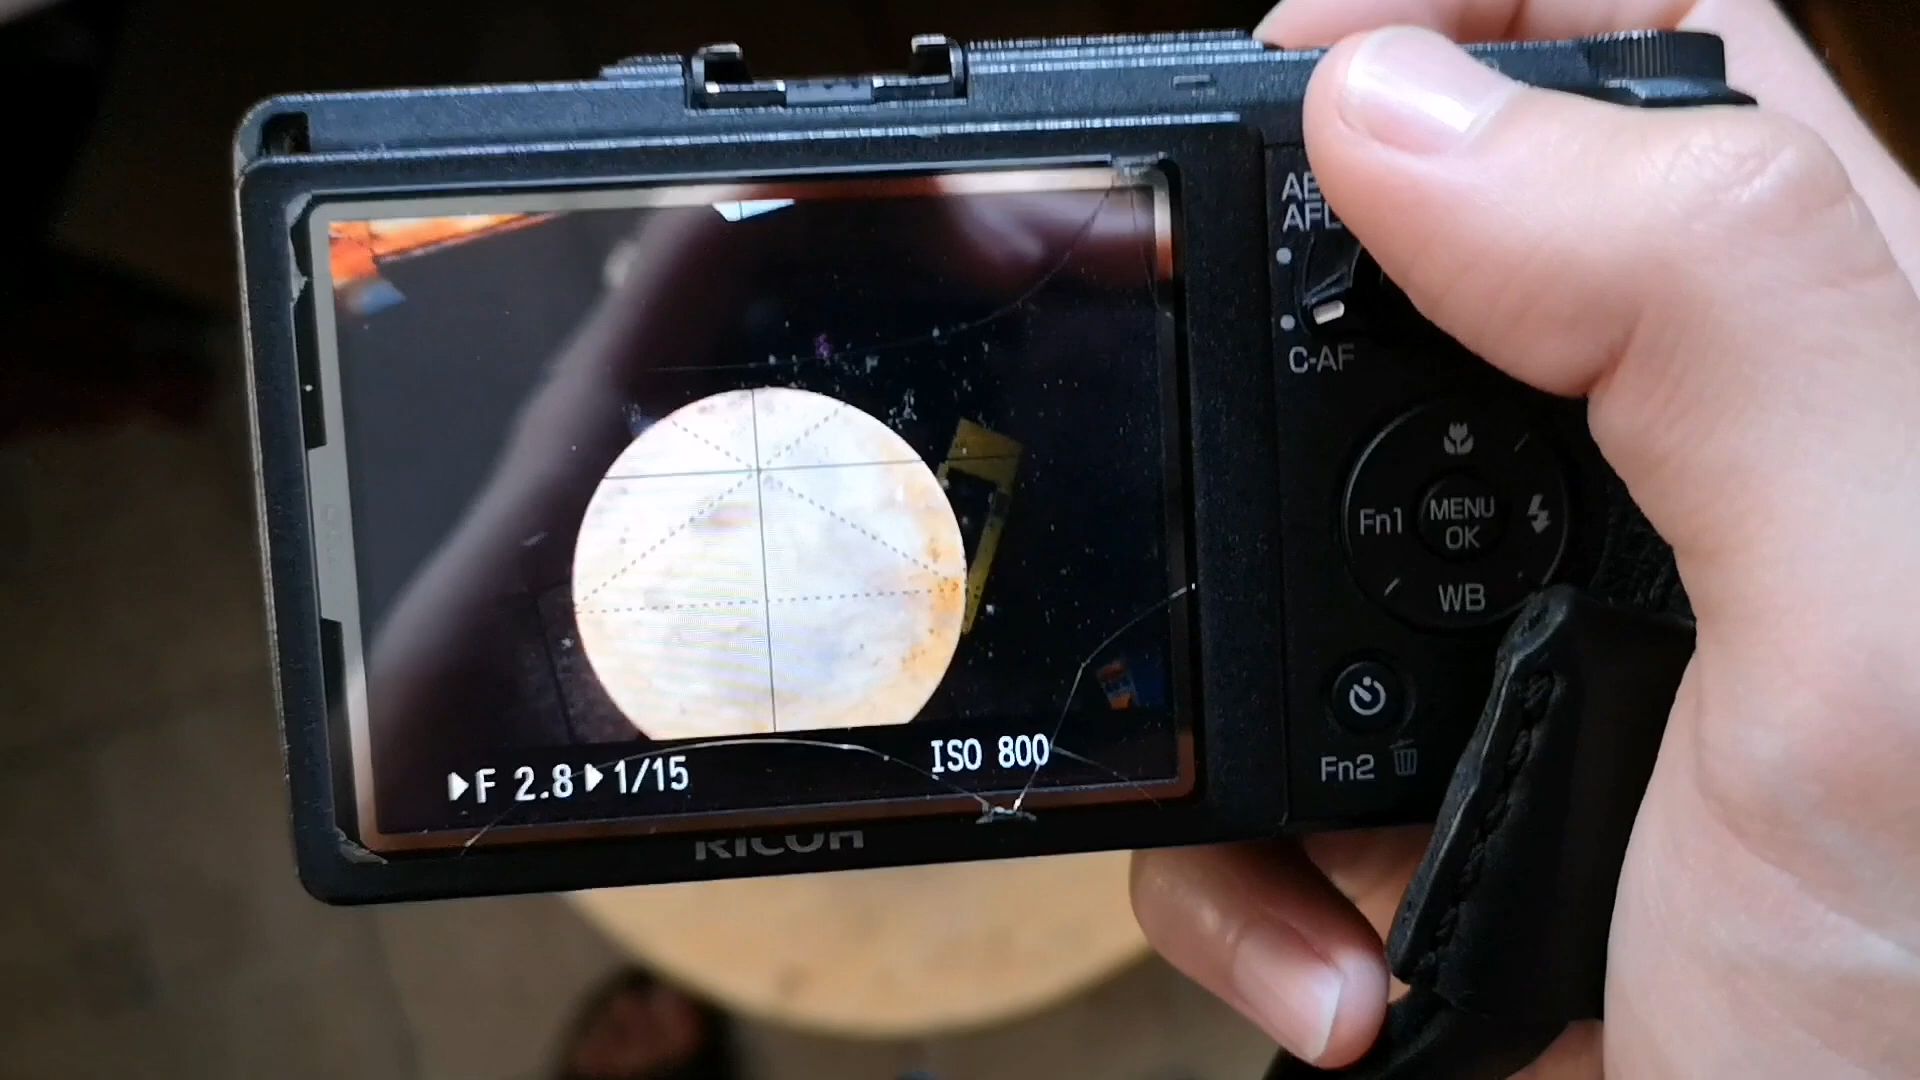 AE
AFL
C-AF
Fn1
MENU
OK
WB
ISO 800
F 2.8 1/15
Fn2
RICOH